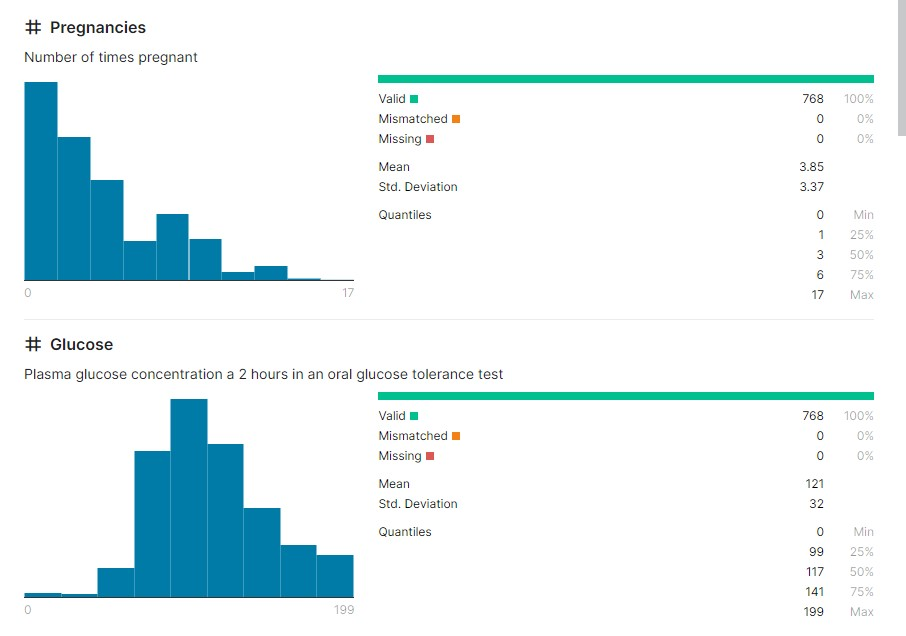 Pregnancies
Number of times pregnant
Valid 768 100%
Mismatched 0 0%
Missing 0 0%
Mean 3.85
Std. Deviation 3.37
Quantiles 0 Min
1 25%
3 50%
6 75%
17 Max
0 17
Glucose
Plasma glucose concentration a 2 hours in an oral glucose tolerance test
Valid 768 100%
Mismatched 0 0%
Missing 0 0%
Mean 121
Std. Deviation 32
Quantiles 0 Min
99 25%
117 50%
141 75%
199 Max
0 199